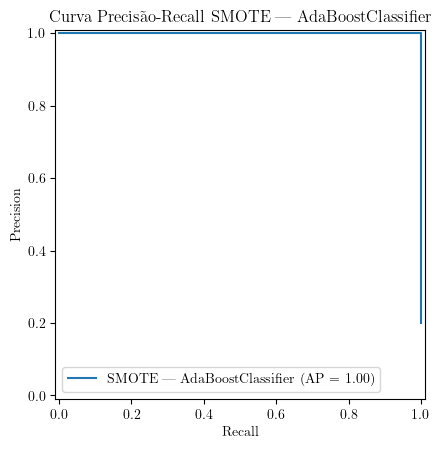 Curva Precisão-Recall SMOTE — AdaBoostClassifier
1.0
0.8
0.6
0.4
0.2
0.0
Precision
SMOTE — AdaBoostClassifier (AP = 1.00)
0.0 0.2 0.4 0.6 0.8 1.0
Recall